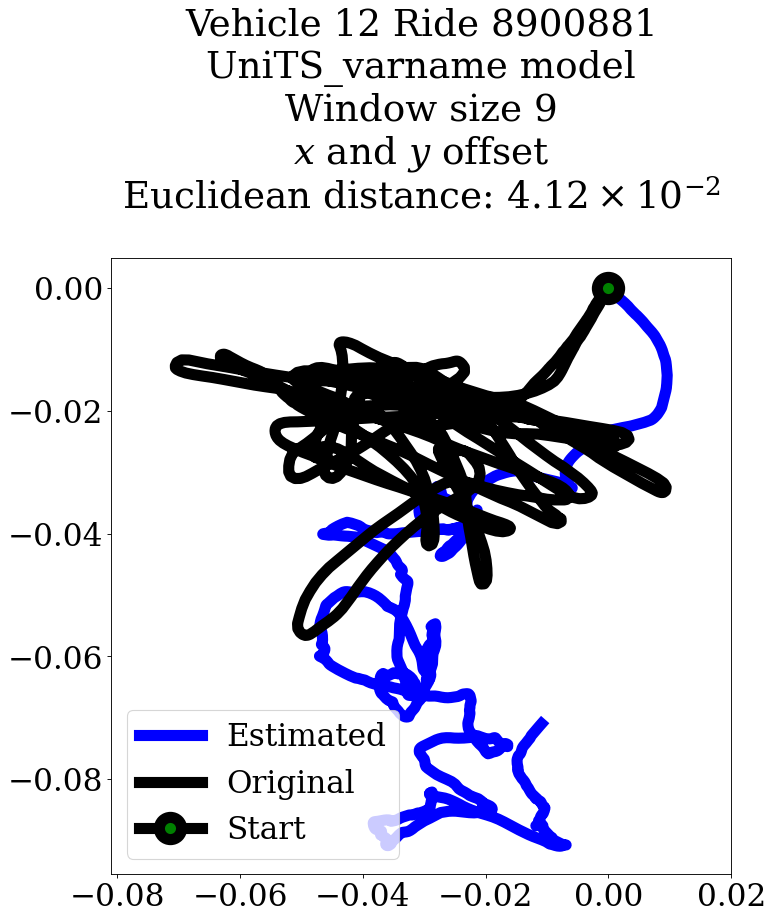 Vehicle 12 Ride 8900881
UniTS_varname model
Window size 9
x and y offset
Euclidean distance: 4.12 × 10⁻²
0.00
−0.02
−0.04
−0.06
−0.08
Estimated
Original
Start
−0.08 −0.06 −0.04 −0.02 0.00 0.02